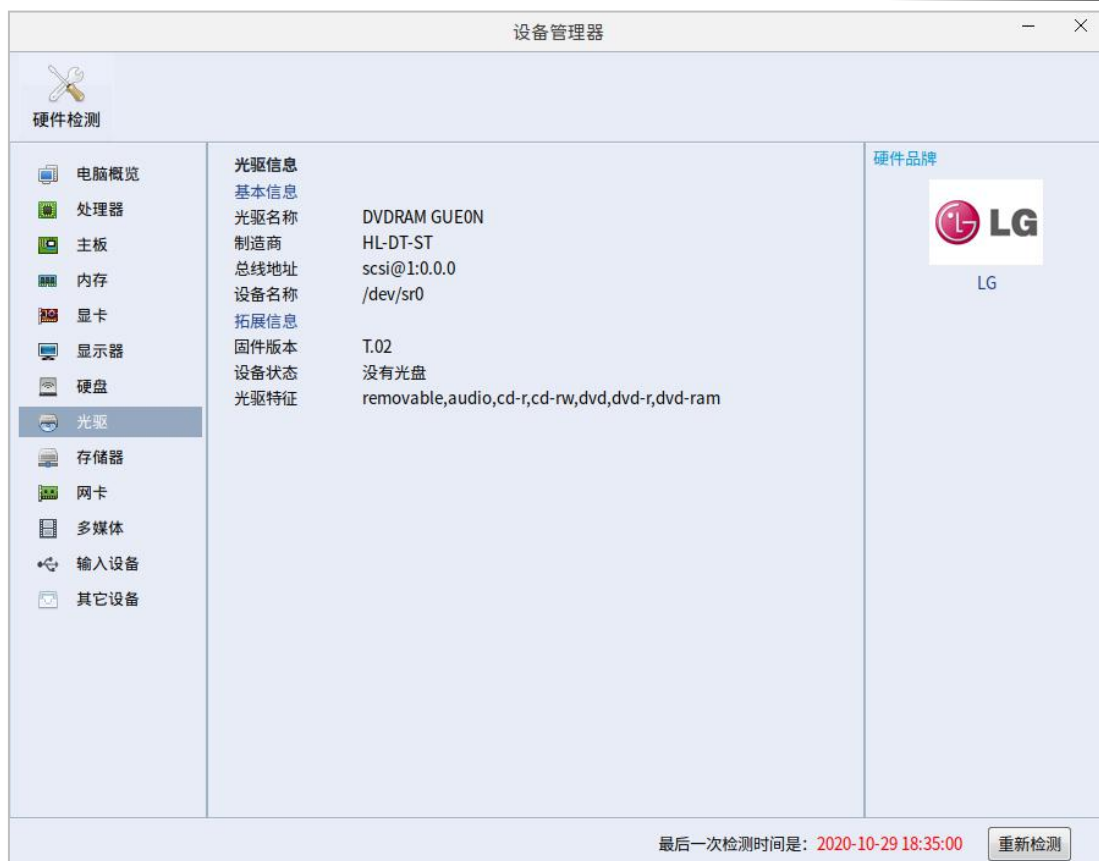 设备管理器
硬件检测
电脑概览
处理器
主板
内存
显卡
显示器
硬盘
光驱
存储器
网卡
多媒体
输入设备
其它设备
光驱信息
基本信息
光驱名称 DVDRAM GUE0N
制造商 HL-DT-ST
总线地址 scsi@1:0.0.0
设备名称 /dev/sr0
拓展信息
固件版本 T.02
设备状态 没有光盘
光驱特征 removable,audio,cd-r,cd-rw,dvd,dvd-r,dvd-ram
硬件品牌
LG
LG
最后一次检测时间是：2020-10-29 18:35:00 重新检测